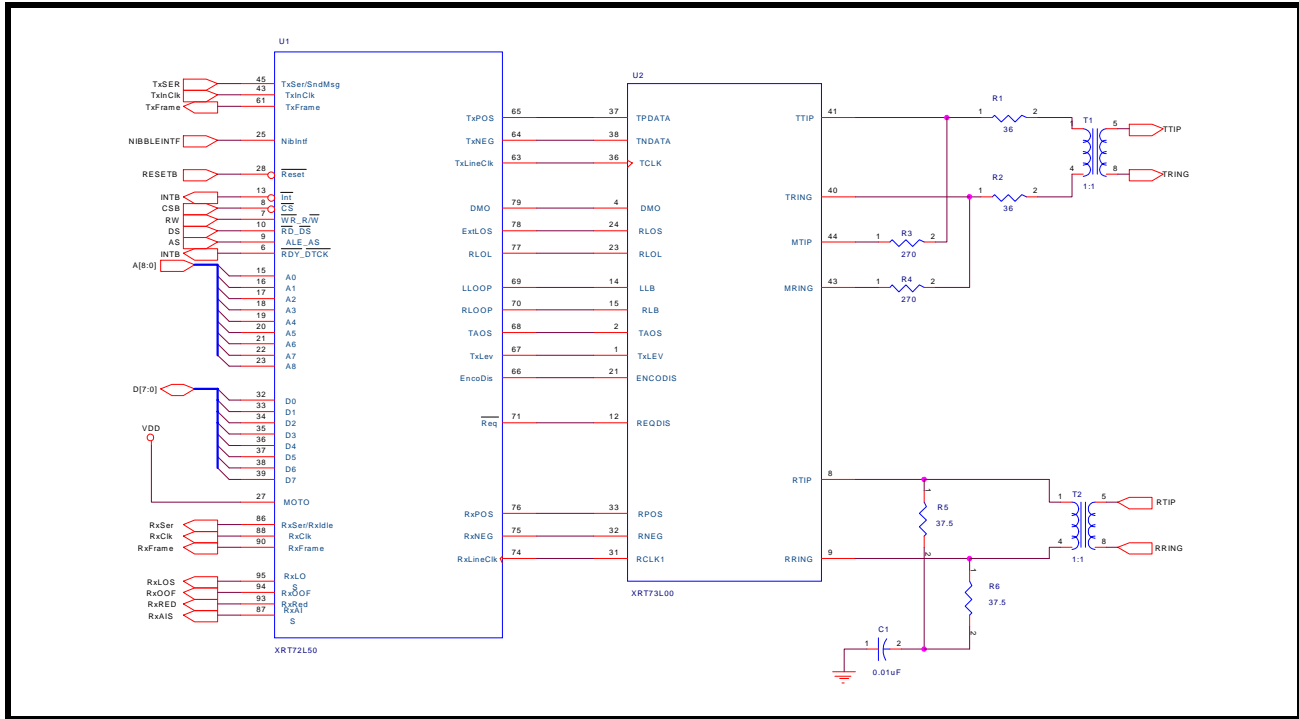 U1
U2
TxSER 45 TxSer/SndMsg
TxInClk 43 TxInClk
TxFrame 61 TxFrame
NIBBLEINTF 25 NibIntf
RESETB 28 Reset
INTB 13 Int
CSB 8 CS
RW 7 WR_R/W
DS 10 RD_DS
AS 9 ALE_AS
INTB 6 RDY_DTCK
A[8:0]
15 A0
16 A1
17 A2
18 A3
19 A4
20 A5
21 A6
22 A7
23 A8
D[7:0]
32 D0
33 D1
34 D2
35 D3
36 D4
37 D5
38 D6
39 D7
VDD
27 MOTO
RxSer 86 RxSer/RxIdle
RxClk 88 RxClk
RxFrame 90 RxFrame
RxLOS 95 RxLO
S
RxOOF 94 RxOOF
RxRED 93 RxRed
RxAIS 87 RxAI
S
XRT72L50
TxPOS 65 37 TPDATA
TxNEG 64 38 TNDATA
TxLineClk 63 36 TCLK
DMO 79 4 DMO
ExtLOS 78 24 RLOS
RLOL 77 23 RLOL
LLOOP 69 14 LLB
RLOOP 70 15 RLB
TAOS 68 2 TAOS
TxLev 67 1 TxLEV
EncoDis 66 21 ENCODIS
Req 71 12 REQDIS
RxPOS 76 33 RPOS
RxNEG 75 32 RNEG
RxLineClk 74 31 RCLK1
XRT73L00
TTIP 41
TRING 40
MTIP 44
MRING 43
RTIP 8
RRING 9
R1
1 2
36
R2
1 2
36
R3
1 2
270
R4
1 2
270
T1
1 5 TTIP
4 8 TRING
1:1
1
R5
37.5
2
T2
1 5 RTIP
4 8 RRING
1:1
1
R6
37.5
2
C1
1 2
0.01uF